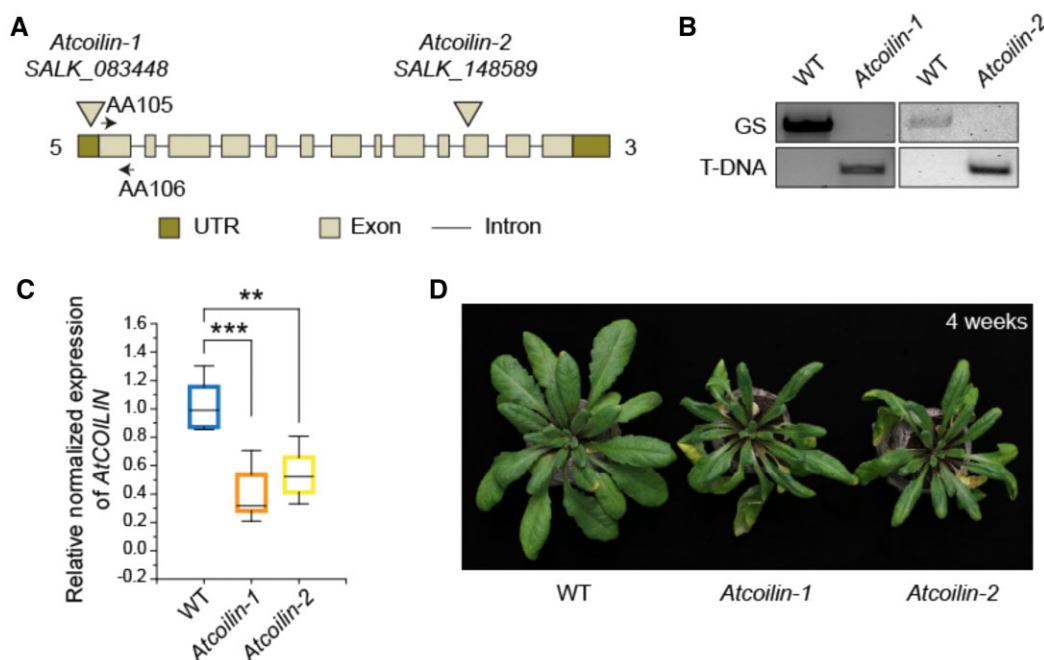 A
Atcoilin-1
SALK_083448
Atcoilin-2
SALK_148589
AA105
5
3
AA106
UTR
Exon
Intron
B
WT
Atcoilin-1
WT
Atcoilin-2
GS
T-DNA
C
Relative normalized expression
of AtCOILIN
**
***
1.6
1.4
1.2
1.0
0.8
0.6
0.4
0.2
0.0
-0.2
WT
Atcoilin-1
Atcoilin-2
D
4 weeks
WT
Atcoilin-1
Atcoilin-2